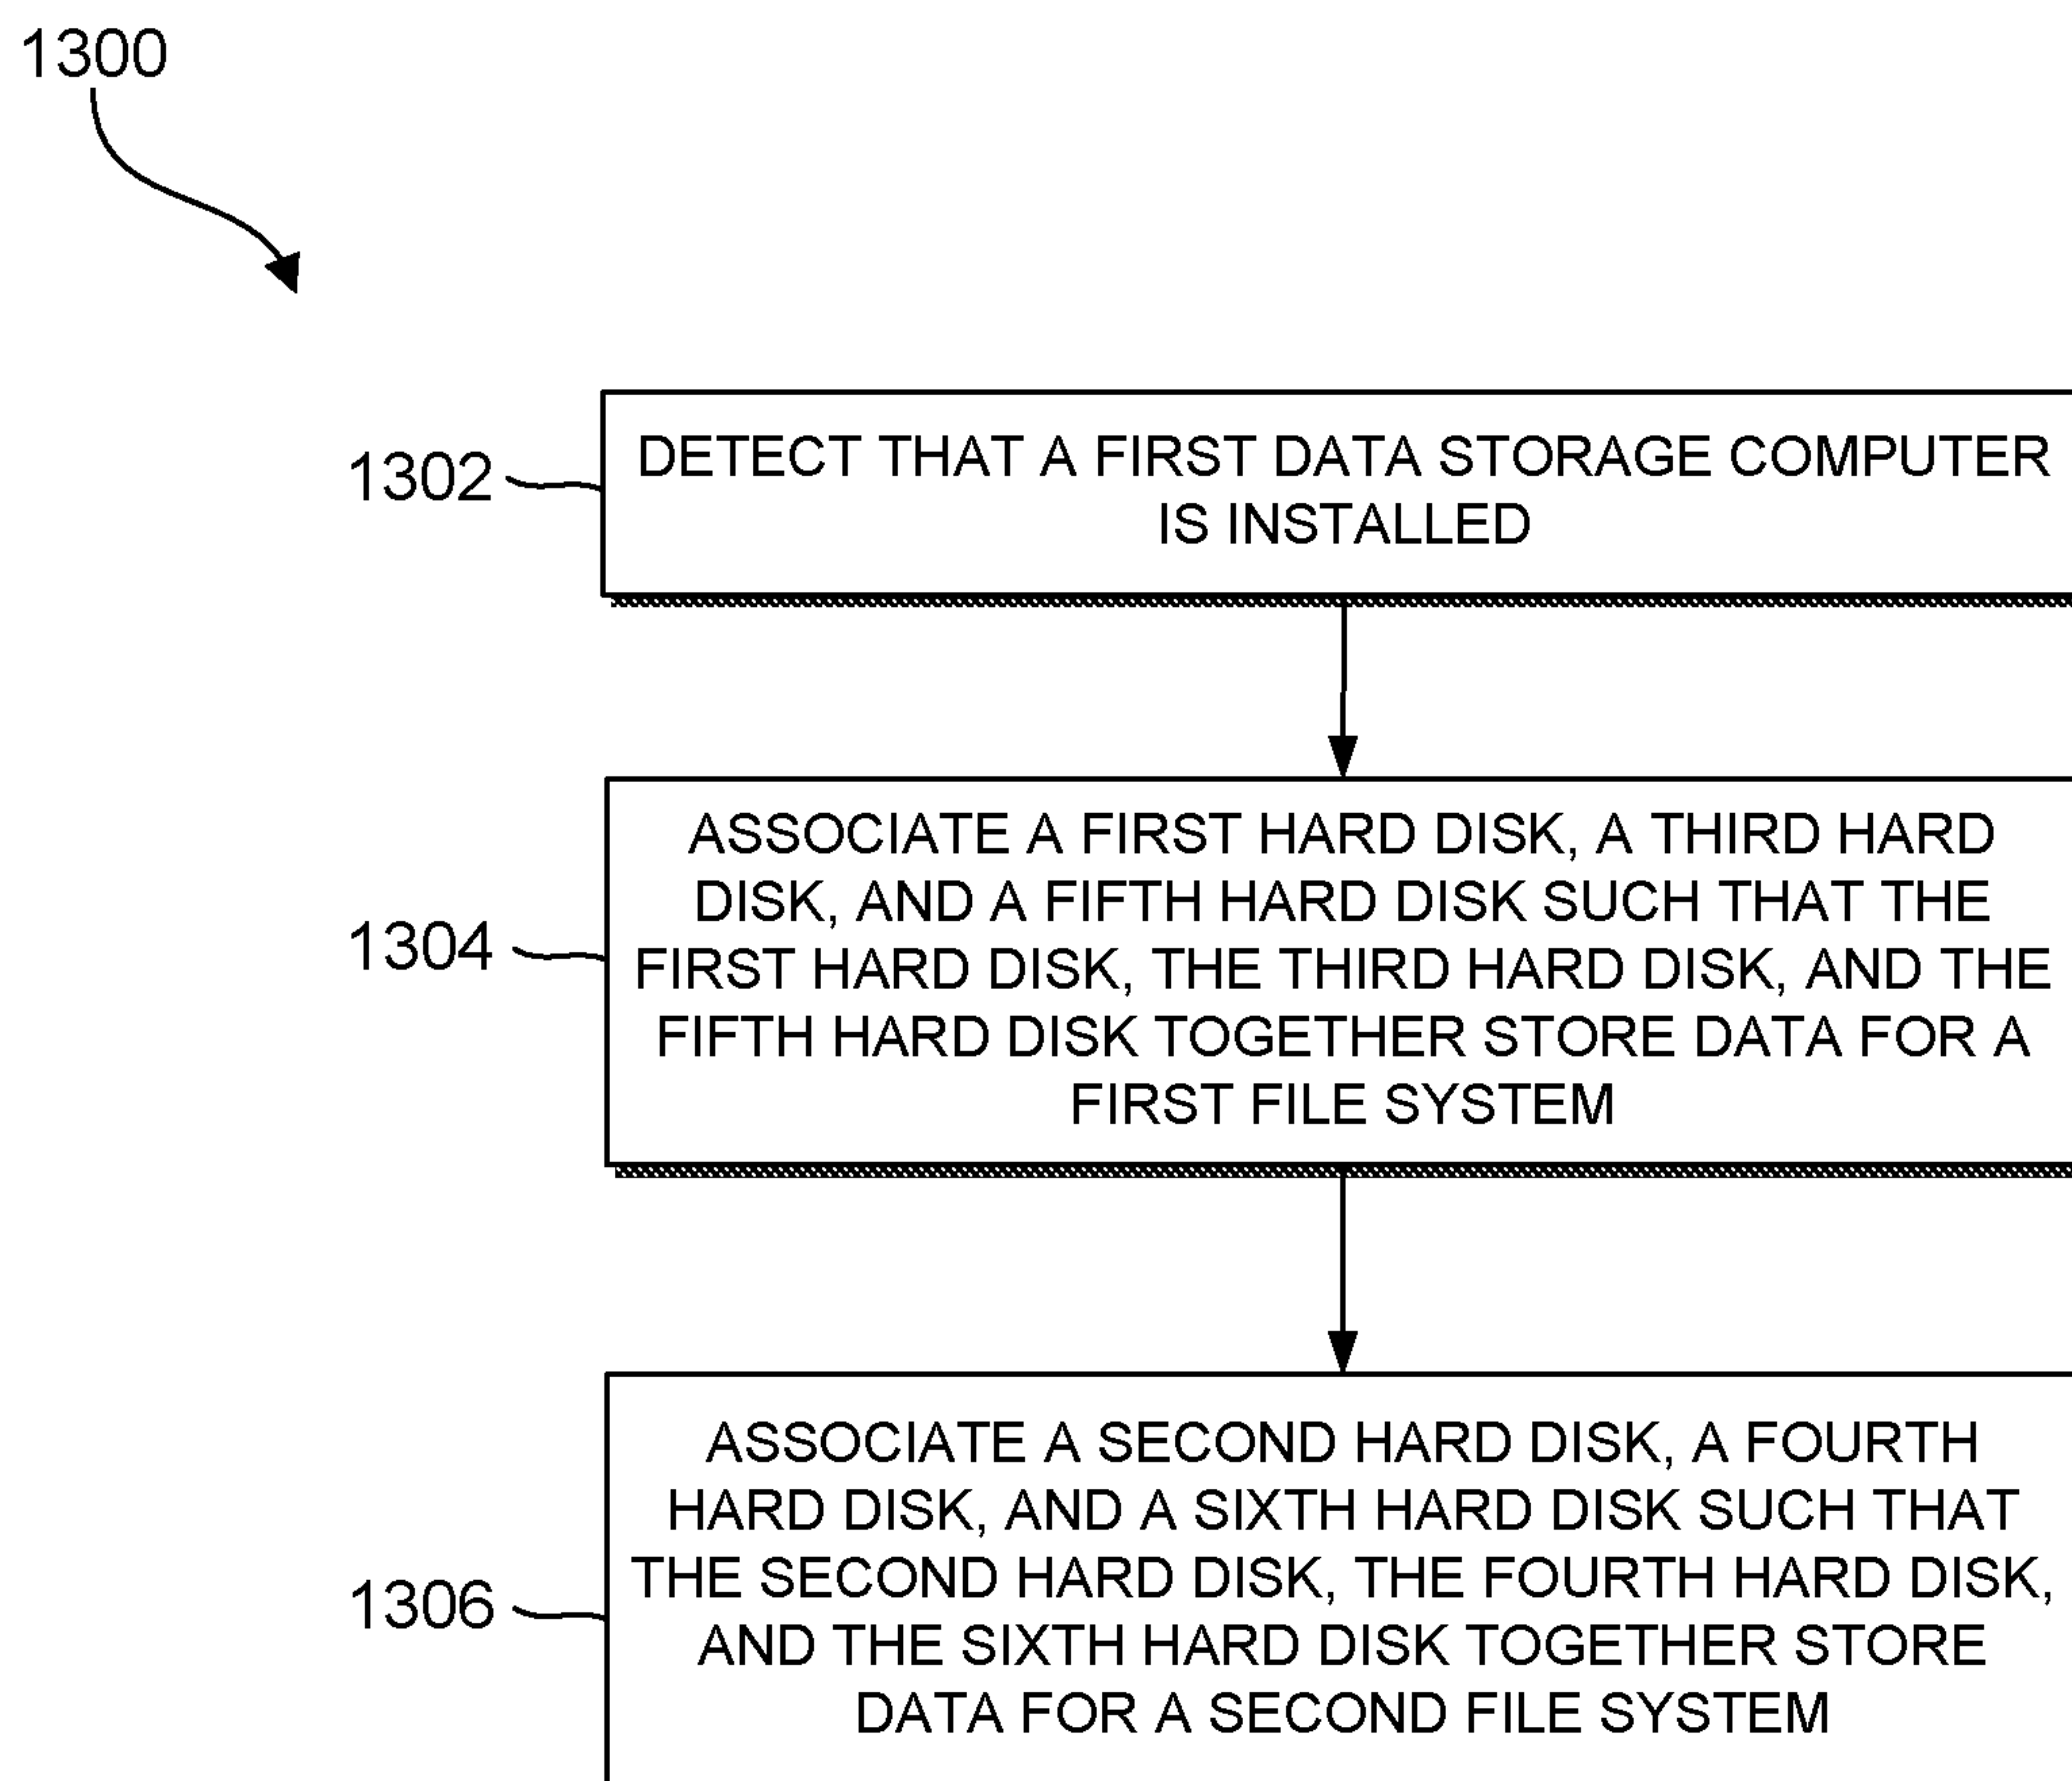 1300
1302
DETECT THAT A FIRST DATA STORAGE COMPUTER
IS INSTALLED
1304
ASSOCIATE A FIRST HARD DISK, A THIRD HARD
DISK, AND A FIFTH HARD DISK SUCH THAT THE
FIRST HARD DISK, THE THIRD HARD DISK, AND THE
FIFTH HARD DISK TOGETHER STORE DATA FOR A
FIRST FILE SYSTEM
1306
ASSOCIATE A SECOND HARD DISK, A FOURTH
HARD DISK, AND A SIXTH HARD DISK SUCH THAT
THE SECOND HARD DISK, THE FOURTH HARD DISK,
AND THE SIXTH HARD DISK TOGETHER STORE
DATA FOR A SECOND FILE SYSTEM